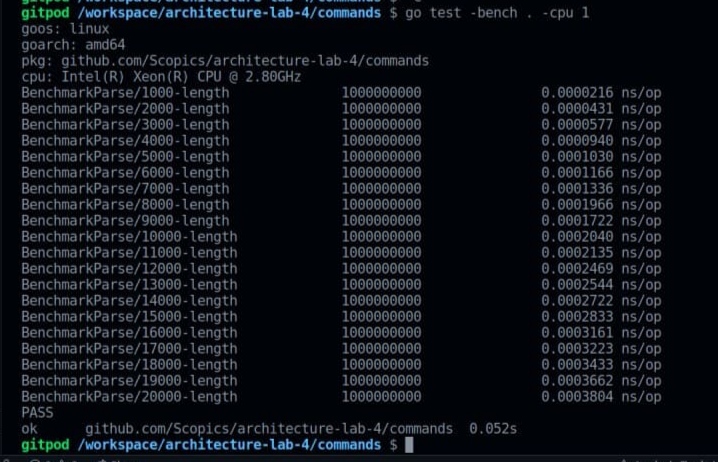 gitpod /workspace/architecture-lab-4/commands $ go test -bench . -cpu 1
goos: linux
goarch: amd64
pkg: github.com/Scopics/architecture-lab-4/commands
cpu: Intel(R) Xeon(R) CPU @ 2.80GHz
BenchmarkParse/1000-length 1000000000 0.0000216 ns/op
BenchmarkParse/2000-length 1000000000 0.0000431 ns/op
BenchmarkParse/3000-length 1000000000 0.0000577 ns/op
BenchmarkParse/4000-length 1000000000 0.0000940 ns/op
BenchmarkParse/5000-length 1000000000 0.0001030 ns/op
BenchmarkParse/6000-length 1000000000 0.0001166 ns/op
BenchmarkParse/7000-length 1000000000 0.0001336 ns/op
BenchmarkParse/8000-length 1000000000 0.0001966 ns/op
BenchmarkParse/9000-length 1000000000 0.0001722 ns/op
BenchmarkParse/10000-length 1000000000 0.0002040 ns/op
BenchmarkParse/11000-length 1000000000 0.0002135 ns/op
BenchmarkParse/12000-length 1000000000 0.0002469 ns/op
BenchmarkParse/13000-length 1000000000 0.0002544 ns/op
BenchmarkParse/14000-length 1000000000 0.0002722 ns/op
BenchmarkParse/15000-length 1000000000 0.0002833 ns/op
BenchmarkParse/16000-length 1000000000 0.0003161 ns/op
BenchmarkParse/17000-length 1000000000 0.0003223 ns/op
BenchmarkParse/18000-length 1000000000 0.0003433 ns/op
BenchmarkParse/19000-length 1000000000 0.0003662 ns/op
BenchmarkParse/20000-length 1000000000 0.0003804 ns/op
PASS
ok github.com/Scopics/architecture-lab-4/commands 0.052s
gitpod /workspace/architecture-lab-4/commands $